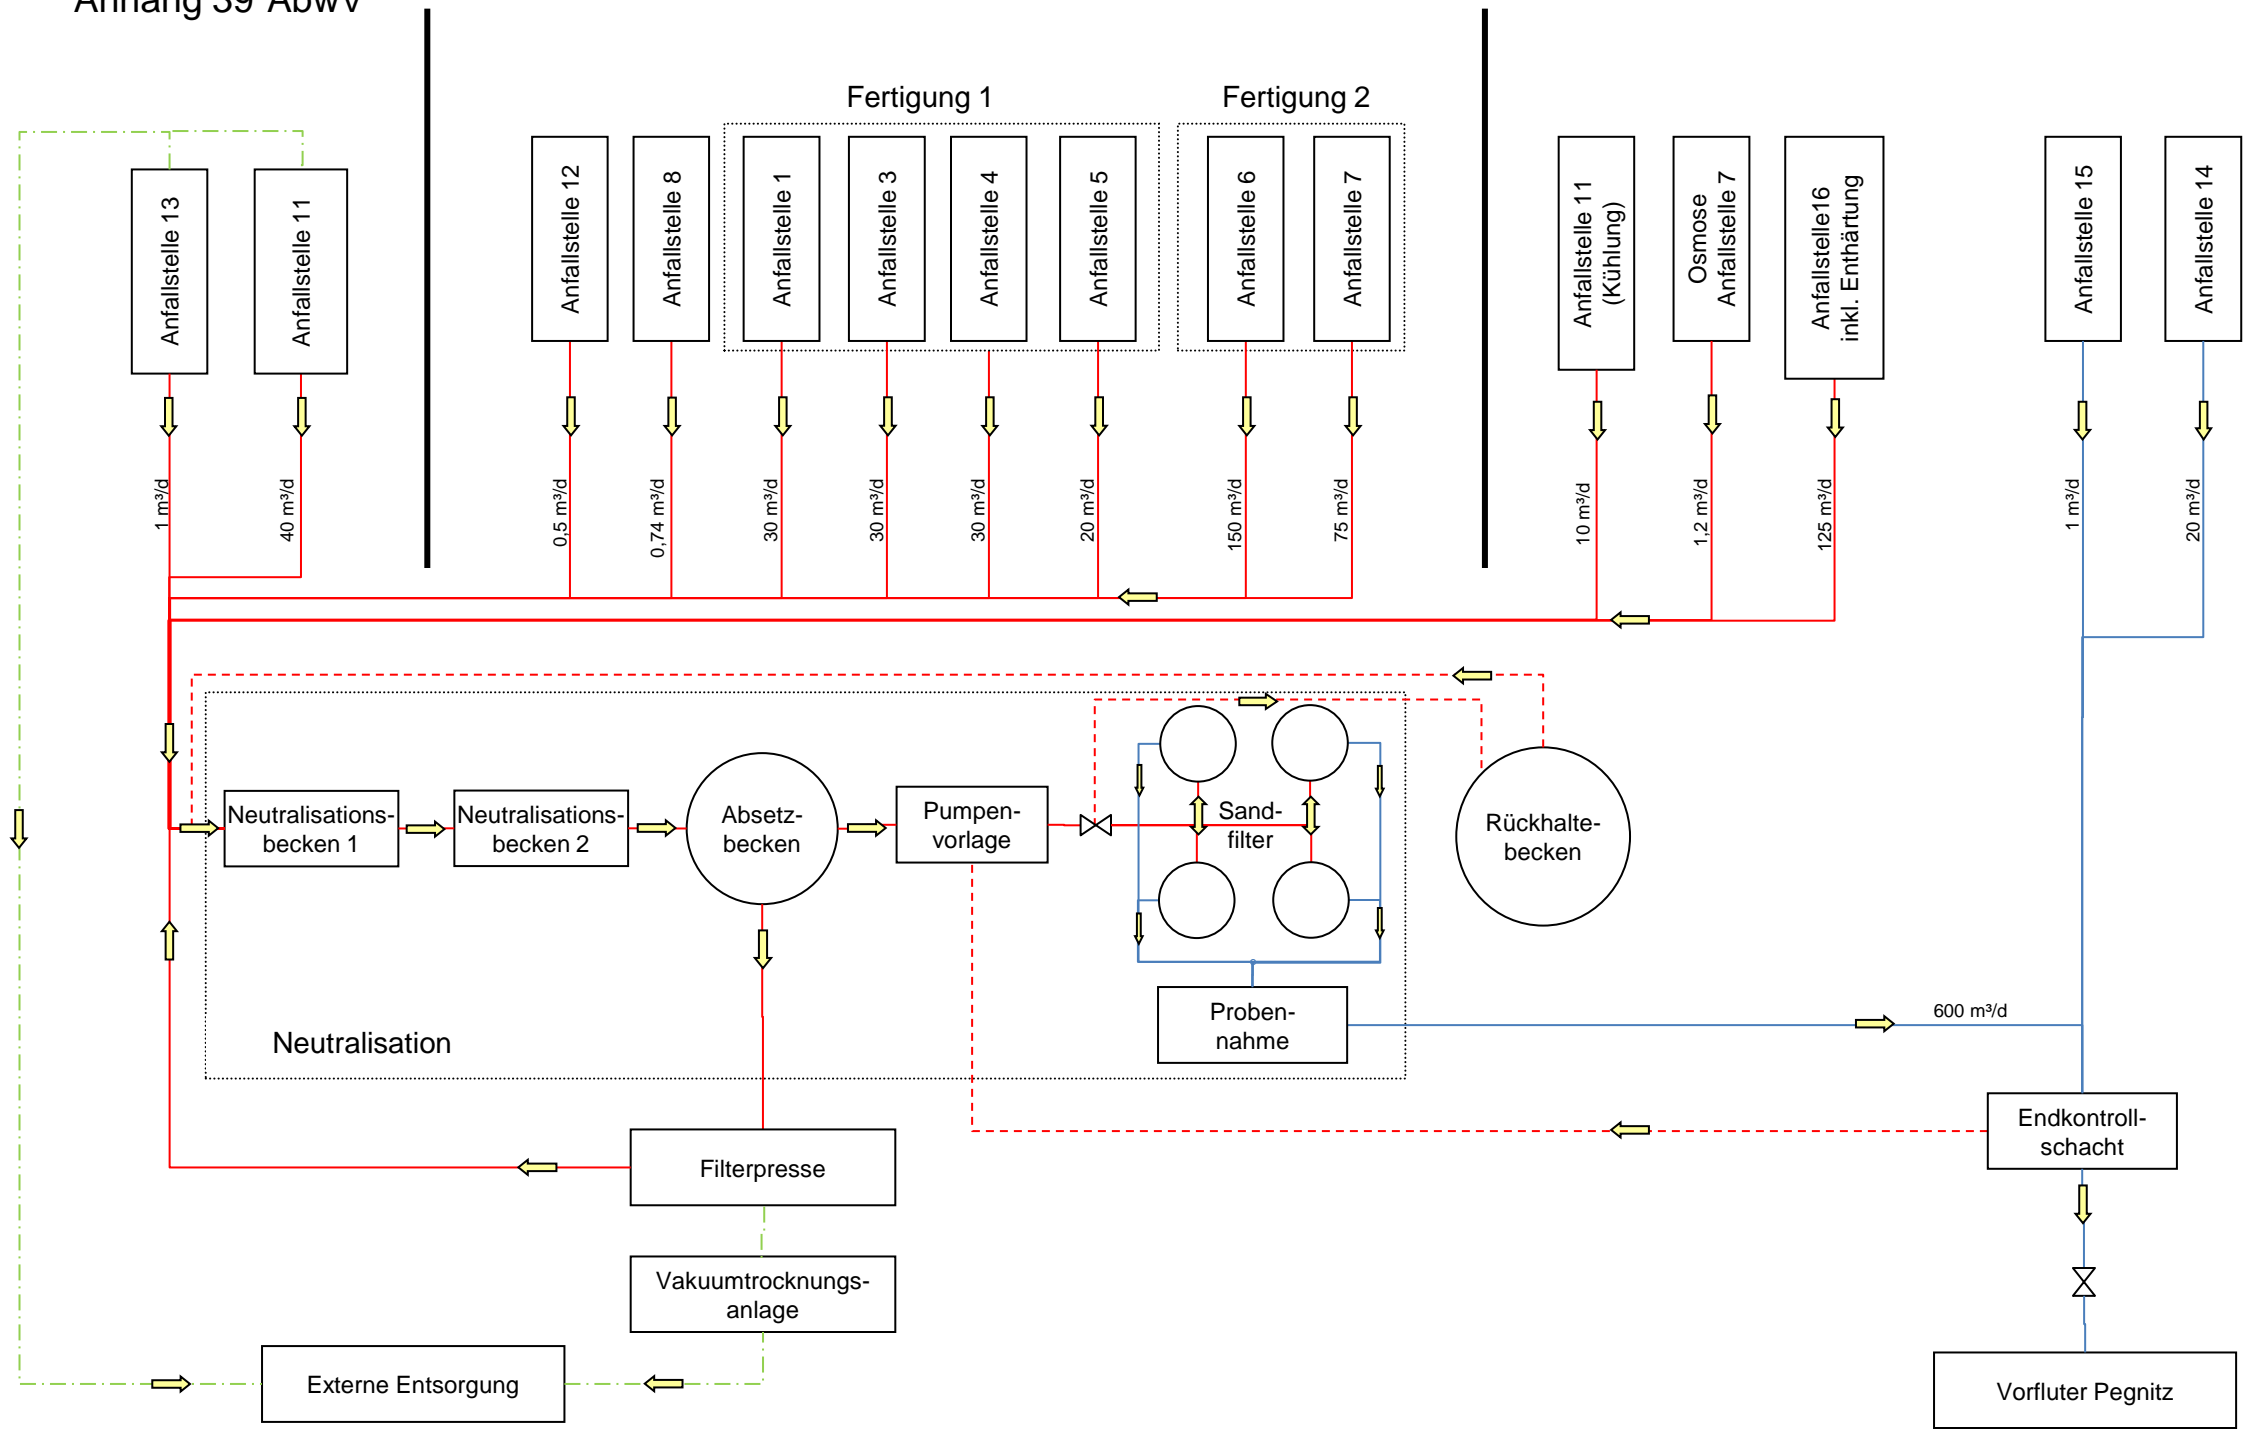 Anhang 39 AbwV
Fertigung 1
Fertigung 2
Anfallstelle 13
Anfallstelle 11
Anfallstelle 12
Anfallstelle 8
Anfallstelle 1
Anfallstelle 3
Anfallstelle 4
Anfallstelle 5
Anfallstelle 6
Anfallstelle 7
Anfallstelle 11
(Kühlung)
Osmose
Anfallstelle 7
Anfallstelle16
inkl. Enthärtung
Anfallstelle 15
Anfallstelle 14
1 m³/d
40 m³/d
0,5 m³/d
0,74 m³/d
30 m³/d
30 m³/d
30 m³/d
20 m³/d
150 m³/d
75 m³/d
10 m³/d
1,2 m³/d
125 m³/d
1 m³/d
20 m³/d
Neutralisations-
becken 1
Neutralisations-
becken 2
Absetz-
becken
Pumpen-
vorlage
Sand-
filter
Rückhalte-
becken
Proben-
nahme
600 m³/d
Neutralisation
Endkontroll-
schacht
Filterpresse
Vakuumtrocknungs-
anlage
Externe Entsorgung
Vorfluter Pegnitz